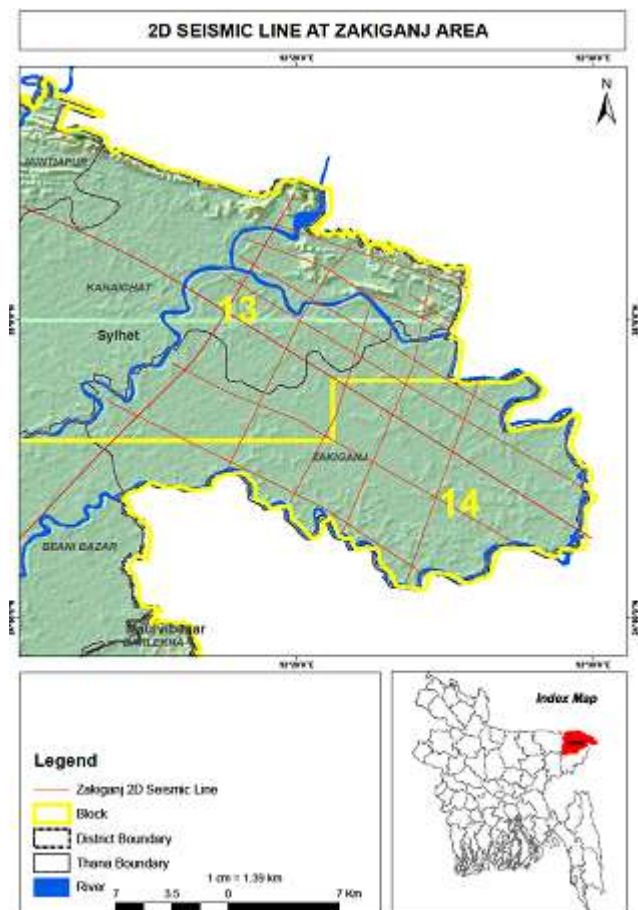 2D SEISMIC LINE AT ZAKIGANJ AREA
N
JAINTIAPUR
KANAIGHAT
13
Sylhet
ZAKIGANJ
14
BEANI BAZAR
Index Map
Legend
Zakiganj 2D Seismic Line
Block
District Boundary
Thana Boundary
River
1 cm = 1.39 km
7 3.5 0 7 Km